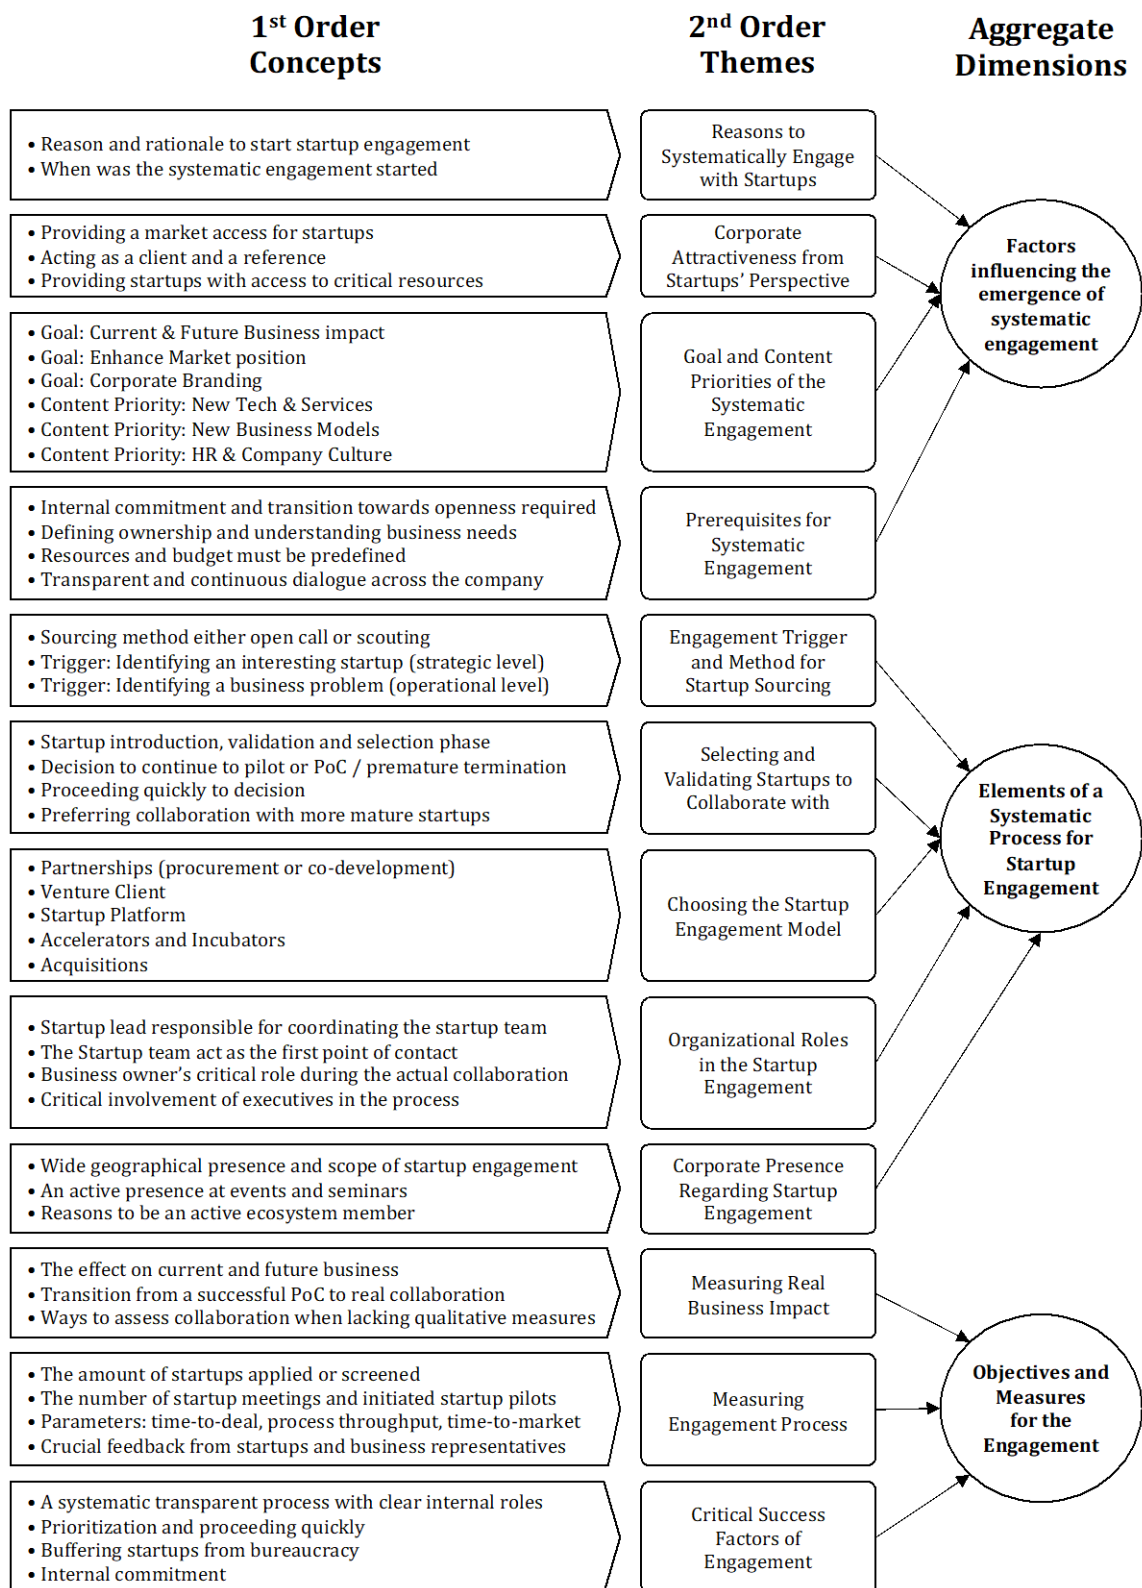 1st Order
Concepts
2nd Order
Themes
Aggregate
Dimensions
• Reason and rationale to start startup engagement
• When was the systematic engagement started
Reasons to
Systematically Engage
with Startups
• Providing a market access for startups
• Acting as a client and a reference
• Providing startups with access to critical resources
Corporate
Attractiveness from
Startups' Perspective
• Goal: Current & Future Business impact
• Goal: Enhance Market position
• Goal: Corporate Branding
• Content Priority: New Tech & Services
• Content Priority: New Business Models
• Content Priority: HR & Company Culture
Goal and Content
Priorities of the
Systematic
Engagement
• Internal commitment and transition towards openness required
• Defining ownership and understanding business needs
• Resources and budget must be predefined
• Transparent and continuous dialogue across the company
Prerequisites for
Systematic
Engagement
Factors
influencing the
emergence of
systematic
engagement
• Sourcing method either open call or scouting
• Trigger: Identifying an interesting startup (strategic level)
• Trigger: Identifying a business problem (operational level)
Engagement Trigger
and Method for
Startup Sourcing
• Startup introduction, validation and selection phase
• Decision to continue to pilot or PoC / premature termination
• Proceeding quickly to decision
• Preferring collaboration with more mature startups
Selecting and
Validating Startups to
Collaborate with
• Partnerships (procurement or co-development)
• Venture Client
• Startup Platform
• Accelerators and Incubators
• Acquisitions
Choosing the Startup
Engagement Model
• Startup lead responsible for coordinating the startup team
• The Startup team act as the first point of contact
• Business owner's critical role during the actual collaboration
• Critical involvement of executives in the process
Organizational Roles
in the Startup
Engagement
• Wide geographical presence and scope of startup engagement
• An active presence at events and seminars
• Reasons to be an active ecosystem member
Corporate Presence
Regarding Startup
Engagement
Elements of a
Systematic
Process for
Startup
Engagement
• The effect on current and future business
• Transition from a successful PoC to real collaboration
• Ways to assess collaboration when lacking qualitative measures
Measuring Real
Business Impact
• The amount of startups applied or screened
• The number of startup meetings and initiated startup pilots
• Parameters: time-to-deal, process throughput, time-to-market
• Crucial feedback from startups and business representatives
Measuring
Engagement Process
• A systematic transparent process with clear internal roles
• Prioritization and proceeding quickly
• Buffering startups from bureaucracy
• Internal commitment
Critical Success
Factors of
Engagement
Objectives and
Measures
for the
Engagement